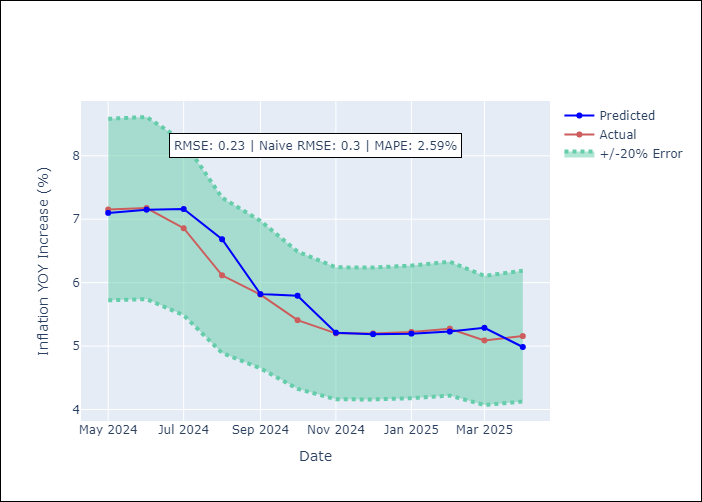 RMSE: 0.23 | Naive RMSE: 0.3 | MAPE: 2.59%
Predicted
Actual
+/-20% Error
Inflation YOY Increase (%)
8
7
6
5
4
May 2024 Jul 2024 Sep 2024 Nov 2024 Jan 2025 Mar 2025
Date